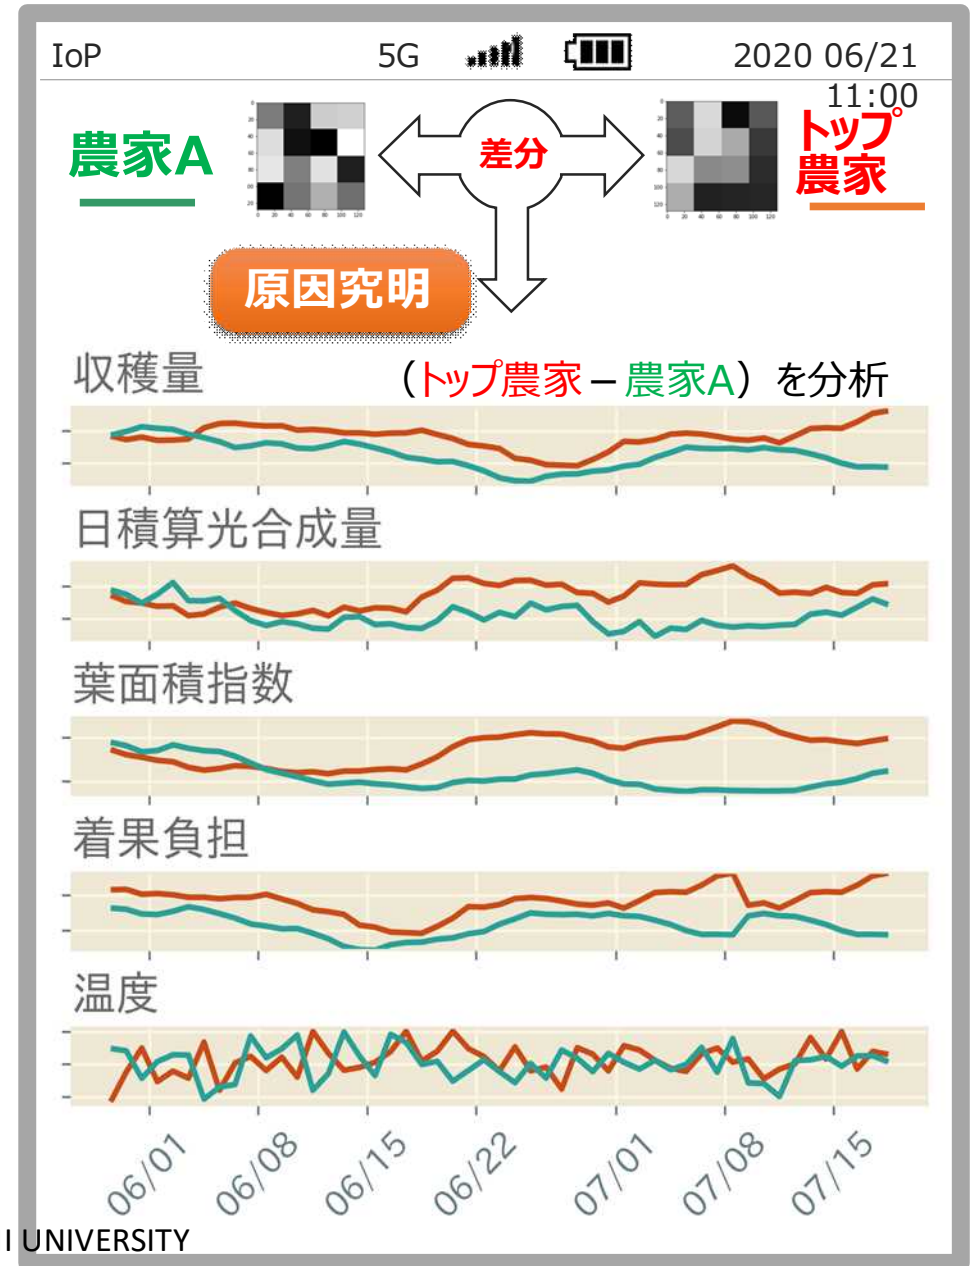 IoP 5G 2020 06/21
11:00
農家A 差分 トップ
農家
原因究明
収穫量 （トップ農家－農家A）を分析
日積算光合成量
葉面積指数
着果負担
温度
06/01 06/08 06/15 06/22 07/01 07/08 07/15
I UNIVERSITY